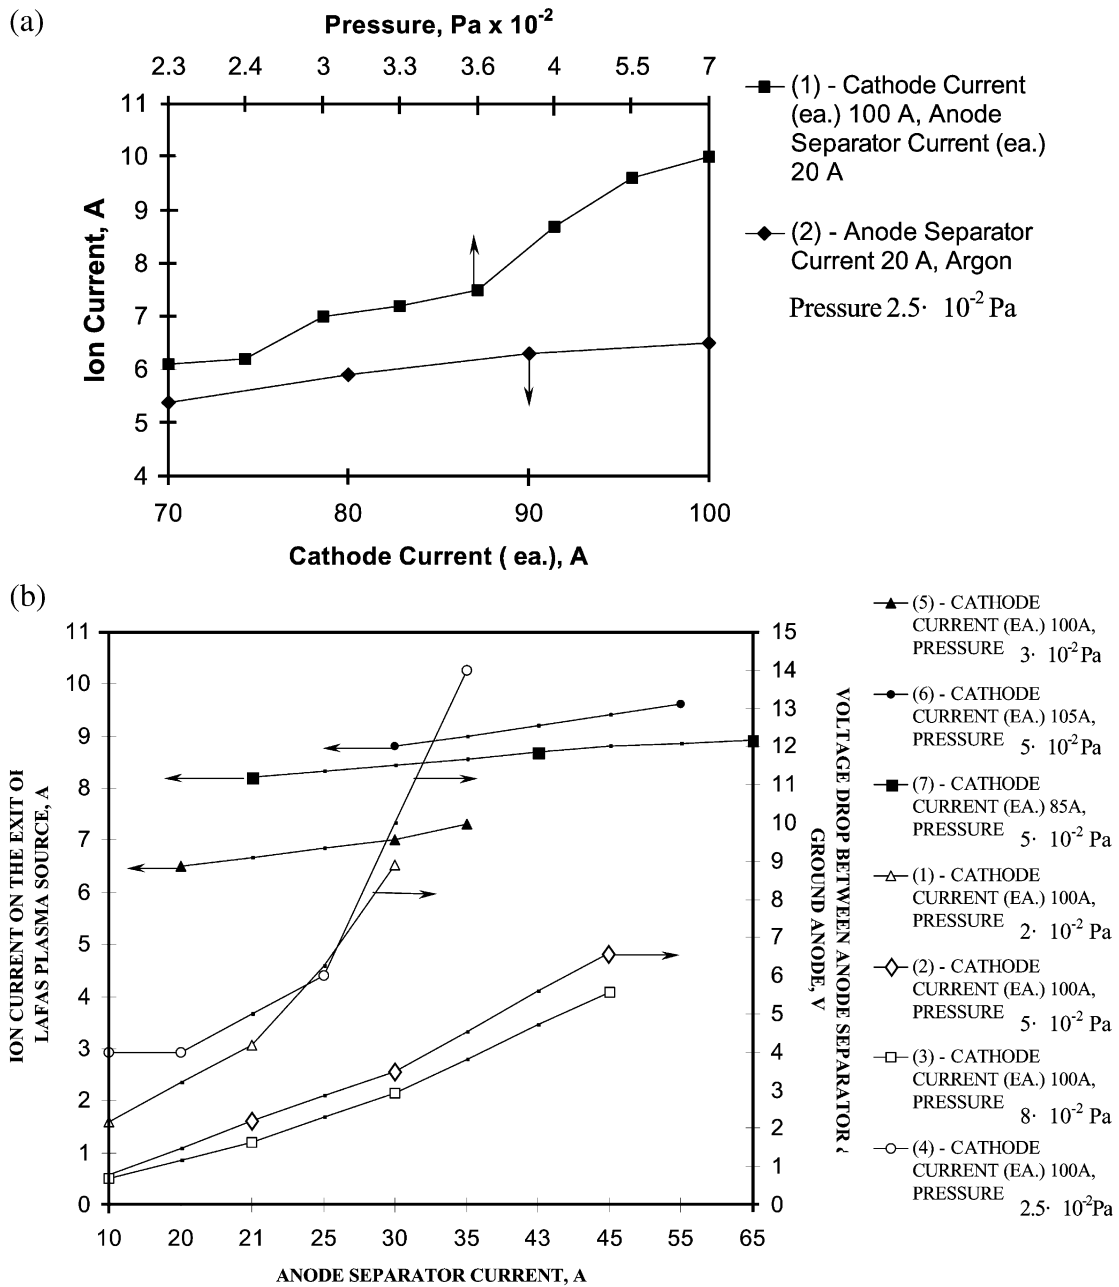 (a)
Pressure, Pa x 10-2
2.3 2.4 3 3.3 3.6 4 5.5 7
11
10
9
8
7
6
5
4
Ion Current, A
70 80 90 100
Cathode Current ( ea.), A
(1) - Cathode Current
(ea.) 100 A, Anode
Separator Current (ea.)
20 A
(2) - Anode Separator
Current 20 A, Argon
Pressure 2.5· 10-2 Pa
(b)
11
10
9
8
7
6
5
4
3
2
1
0
ION CURRENT ON THE EXIT OF
LAFAS PLASMA SOURCE, A
15
14
13
12
11
10
9
8
7
6
5
4
3
2
1
0
VOLTAGE DROP BETWEEN ANODE SEPARATOR &
GROUND ANODE, V
10 20 21 25 30 35 43 45 55 65
ANODE SEPARATOR CURRENT, A
(5) - CATHODE
CURRENT (EA.) 100A,
PRESSURE 3· 10-2 Pa
(6) - CATHODE
CURRENT (EA.) 105A,
PRESSURE 5· 10-2 Pa
(7) - CATHODE
CURRENT (EA.) 85A,
PRESSURE 5· 10-2 Pa
(1) - CATHODE
CURRENT (EA.) 100A,
PRESSURE 2· 10-2 Pa
(2) - CATHODE
CURRENT (EA.) 100A,
PRESSURE 5· 10-2 Pa
(3) - CATHODE
CURRENT (EA.) 100A,
PRESSURE 8· 10-2 Pa
(4) - CATHODE
CURRENT (EA.) 100A,
PRESSURE 2.5· 10-2 Pa